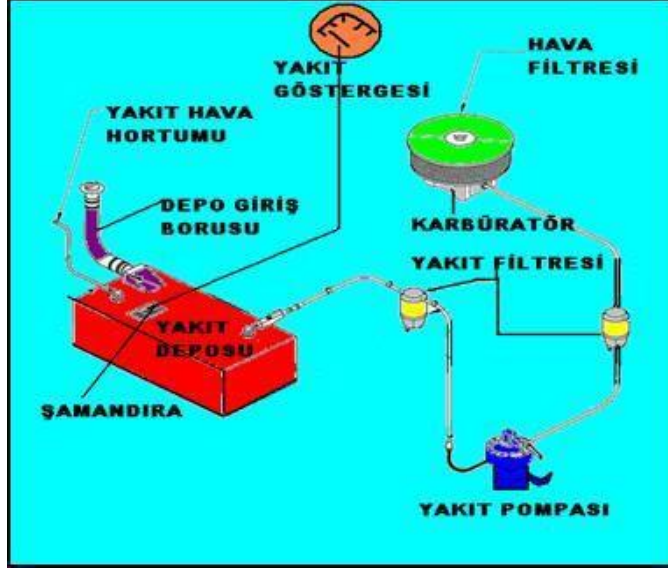 YAKIT
GÖSTERGESİ
HAVA
FİLTRESİ
YAKIT HAVA
HORTUMU
DEPO GİRİŞ
BORUSU
KARBÜRATÖR
YAKIT FİLTRESİ
YAKIT
DEPOSU
ŞAMANDIRA
YAKIT POMPASI